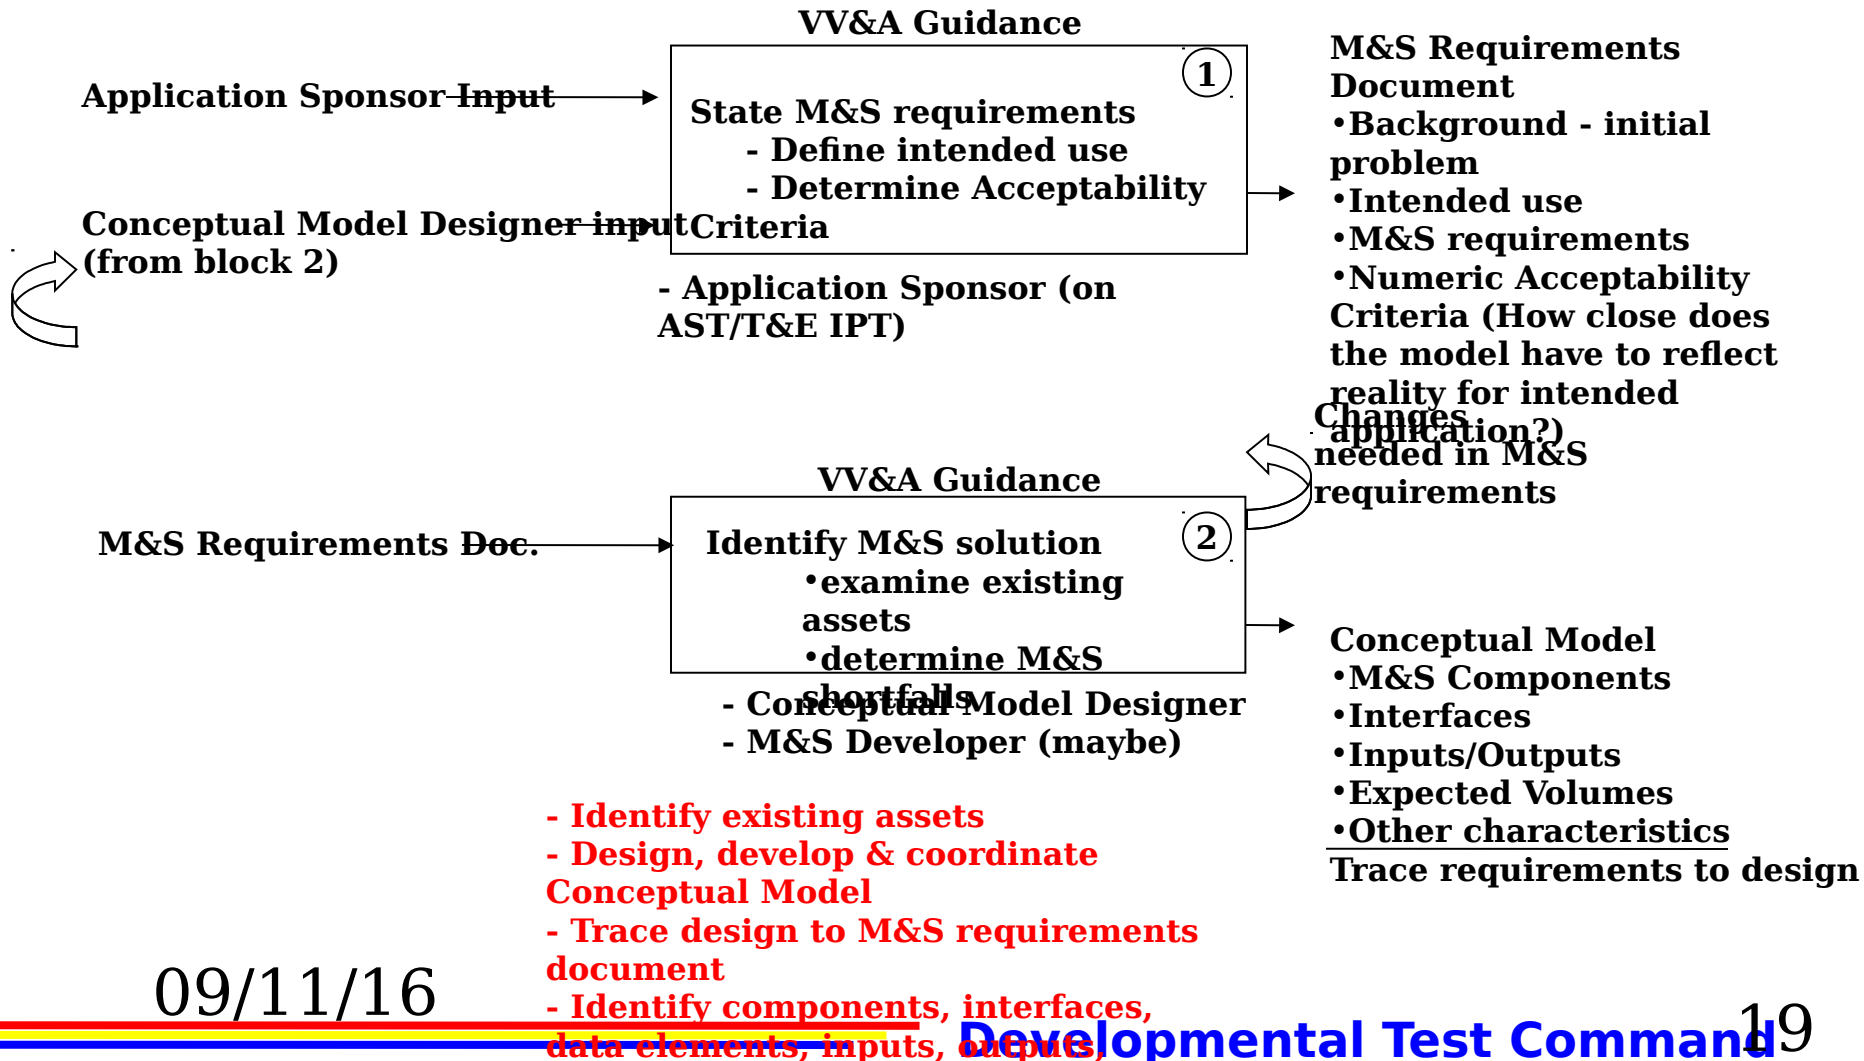 VV&A Guidance
1
Application Sponsor Input
State M&S requirements
- Define intended use
- Determine Acceptability
Criteria
Conceptual Model Designer input
(from block 2)
- Application Sponsor (on
AST/T&E IPT)
M&S Requirements
Document
•Background - initial
problem
•Intended use
•M&S requirements
•Numeric Acceptability
Criteria (How close does
the model have to reflect
reality for intended
application?)
Changes
needed in M&S
requirements
VV&A Guidance
2
M&S Requirements Doc.
Identify M&S solution
•examine existing
assets
•determine M&S
shortfalls
- Conceptual Model Designer
- M&S Developer (maybe)
Conceptual Model
•M&S Components
•Interfaces
•Inputs/Outputs
•Expected Volumes
•Other characteristics
Trace requirements to design
- Identify existing assets
- Design, develop & coordinate
Conceptual Model
- Trace design to M&S requirements
document
- Identify components, interfaces,
data elements, inputs, outputs,
09/11/16
Developmental Test Command
19